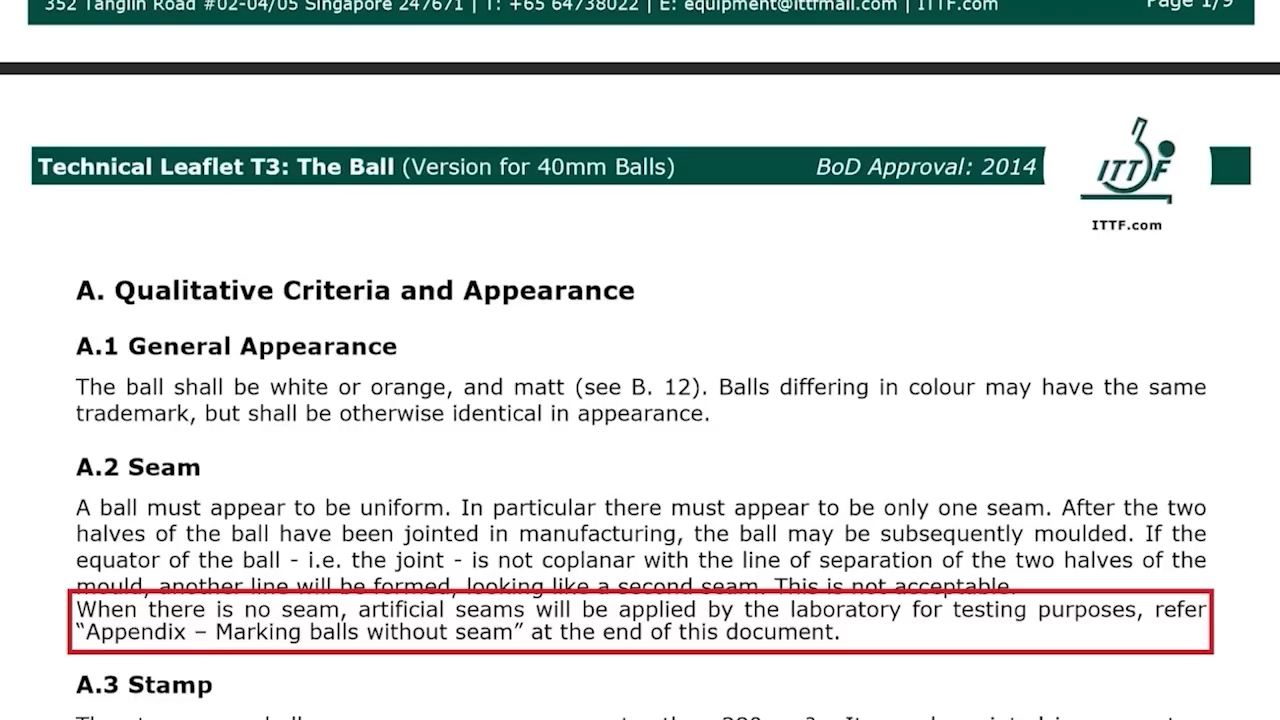 352 Tanglin Road #02-04/05 Singapore 247671 | T: +65 64738022 | E: equipment@ittfmail.com | ITTF.com Page 1/9
Technical Leaflet T3: The Ball (Version for 40mm Balls) BoD Approval: 2014
ITTF
ITTF.com
A. Qualitative Criteria and Appearance
A.1 General Appearance
The ball shall be white or orange, and matt (see B. 12). Balls differing in colour may have the same
trademark, but shall be otherwise identical in appearance.
A.2 Seam
A ball must appear to be uniform. In particular there must appear to be only one seam. After the two
halves of the ball have been jointed in manufacturing, the ball may be subsequently moulded. If the
equator of the ball - i.e. the joint - is not coplanar with the line of separation of the two halves of the
mould, another line will be formed, looking like a second seam. This is not acceptable.
When there is no seam, artificial seams will be applied by the laboratory for testing purposes, refer
“Appendix – Marking balls without seam” at the end of this document.
A.3 Stamp